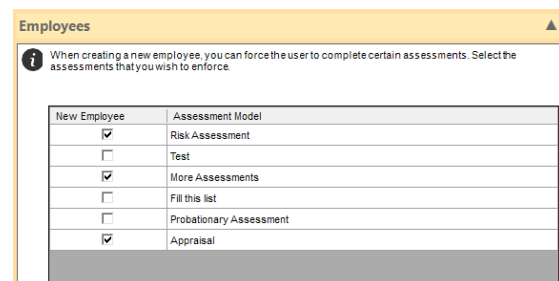 Employees
When creating a new employee, you can force the user to complete certain assessments. Select the
assessments that you wish to enforce.
New Employee Assessment Model
Risk Assessment
Test
More Assessments
Fill this list
Probationary Assessment
Appraisal